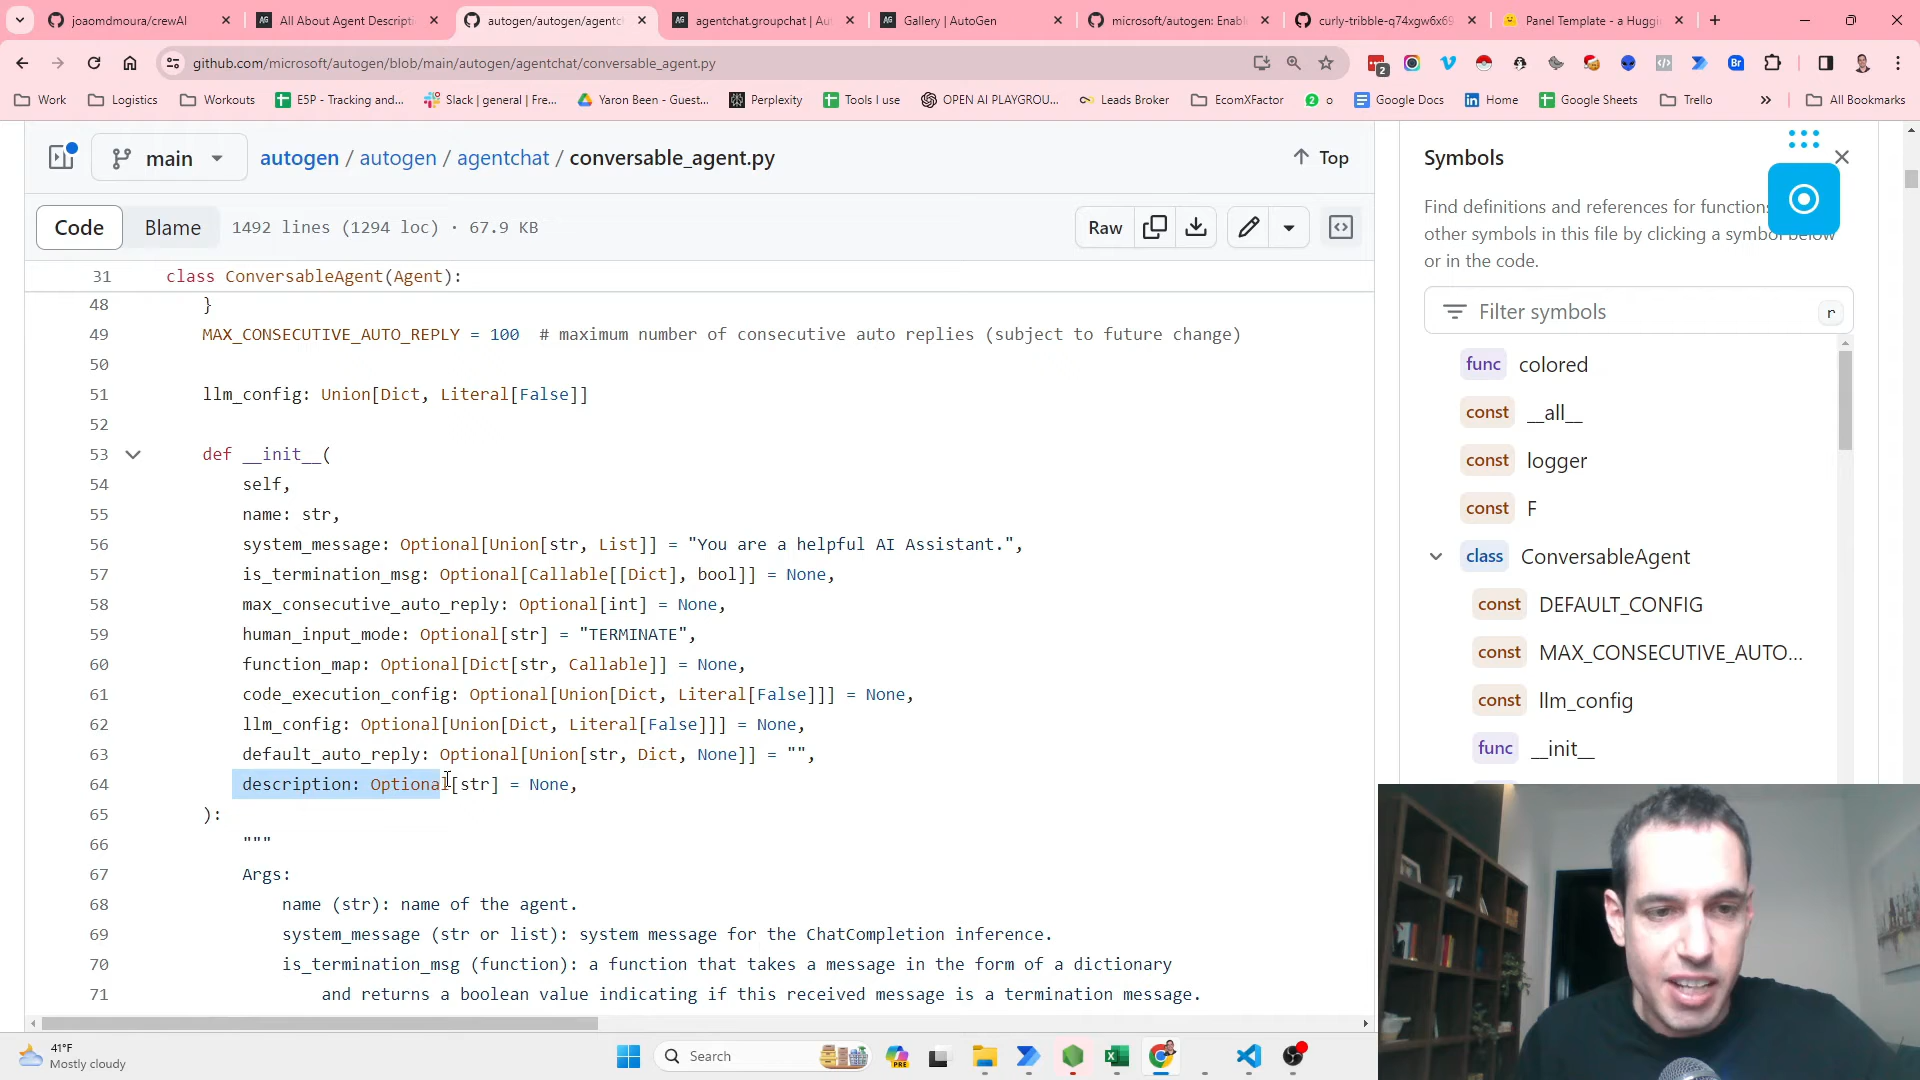 joaomdmoura/crewAI
All About Agent Descripti
autogen/autogen/agentch
agentchat.groupchat | Au
Gallery | AutoGen
microsoft/autogen: Enabl
curly-tribble-q74xgw6x69
Panel Template - a Huggi
github.com/microsoft/autogen/blob/main/autogen/agentchat/conversable_agent.py
2
Br
Work
Logistics
Workouts
E5P - Tracking and...
Slack | general | Fre...
Yaron Been - Guest...
Perplexity
Tools I use
OPEN AI PLAYGROU...
Leads Broker
EcomXFactor
2 o
Google Docs
Home
Google Sheets
Trello
All Bookmarks
main
autogen / autogen / agentchat / conversable_agent.py
Top
Code
Blame
1492 lines (1294 loc) · 67.9 KB
Raw
31 class ConversableAgent(Agent):
48 }
49 MAX_CONSECUTIVE_AUTO_REPLY = 100 # maximum number of consecutive auto replies (subject to future change)
50
51 llm_config: Union[Dict, Literal[False]]
52
53 def __init__(
54 self,
55 name: str,
56 system_message: Optional[Union[str, List]] = "You are a helpful AI Assistant.",
57 is_termination_msg: Optional[Callable[[Dict], bool]] = None,
58 max_consecutive_auto_reply: Optional[int] = None,
59 human_input_mode: Optional[str] = "TERMINATE",
60 function_map: Optional[Dict[str, Callable]] = None,
61 code_execution_config: Optional[Union[Dict, Literal[False]]] = None,
62 llm_config: Optional[Union[Dict, Literal[False]]] = None,
63 default_auto_reply: Optional[Union[str, Dict, None]] = "",
64 description: Optional[str] = None,
65 ):
66 """
67 Args:
68 name (str): name of the agent.
69 system_message (str or list): system message for the ChatCompletion inference.
70 is_termination_msg (function): a function that takes a message in the form of a dictionary
71 and returns a boolean value indicating if this received message is a termination message.
Symbols
Find definitions and references for functions
other symbols in this file by clicking a symbol below
or in the code.
Filter symbols
r
func colored
const __all__
const logger
const F
class ConversableAgent
const DEFAULT_CONFIG
const MAX_CONSECUTIVE_AUTO...
const llm_config
func __init__
41°F
Mostly cloudy
Search
PRE